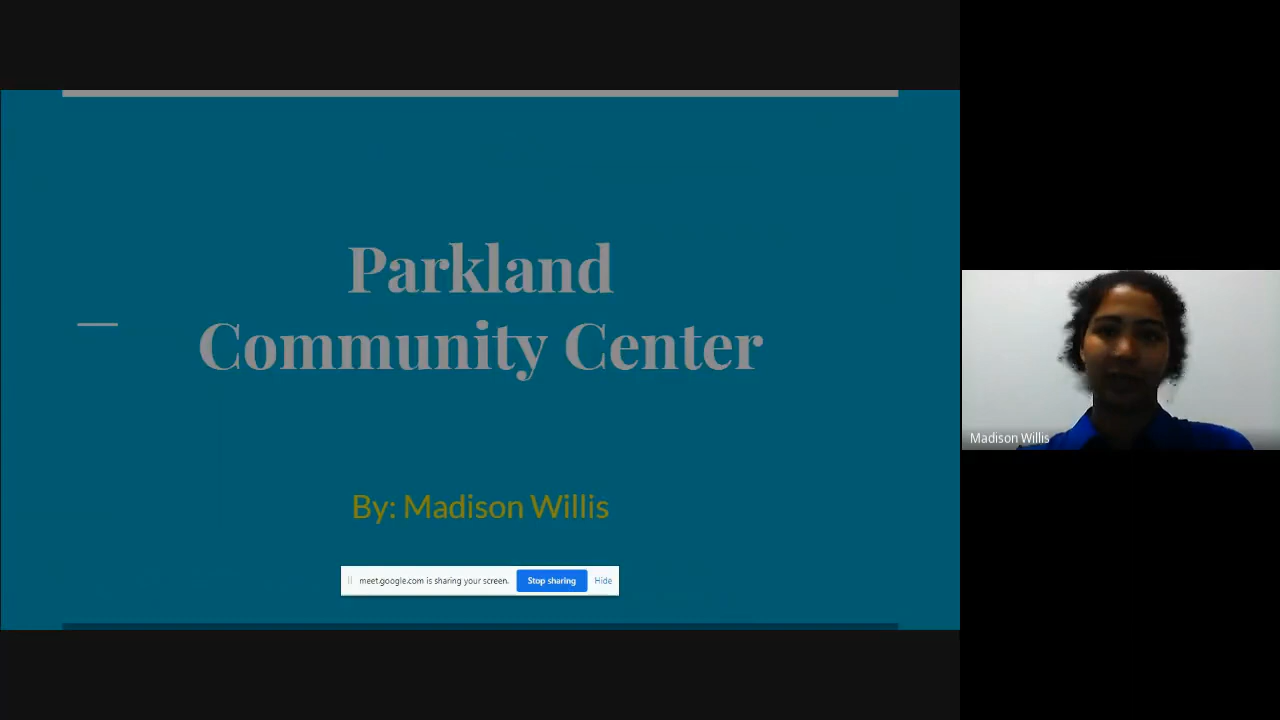 Parkland
Community Center
By: Madison Willis
meet.google.com is sharing your screen.
Stop sharing
Hide
Madison Willis